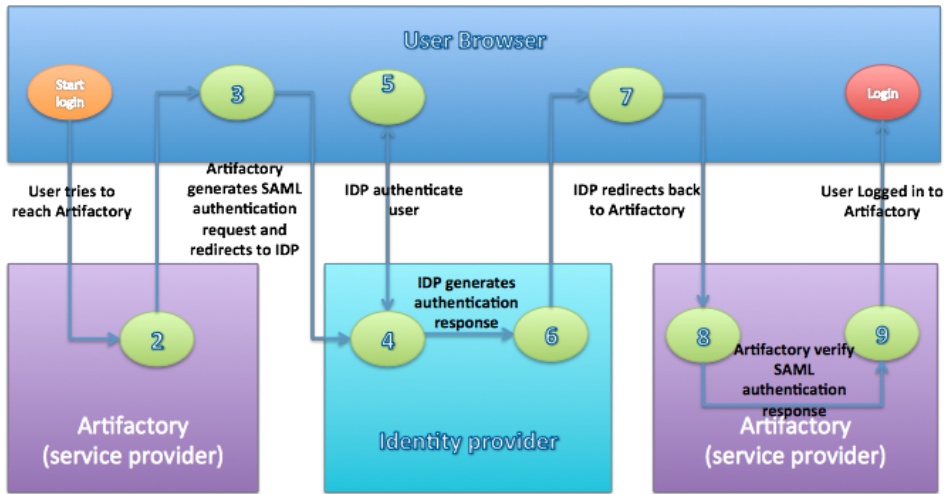 User Browser
Start
login
3
5
7
Login
User tries to
reach Artifactory
Artifactory
generates SAML
authentication
request and
redirects to IDP
IDP authenticate
user
IDP redirects back
to Artifactory
User Logged in to
Artifactory
2
4
IDP generates
authentication
response
6
8
Artifactory verify
SAML
authentication
response
9
Artifactory
(service provider)
Identity provider
Artifactory
(service provider)